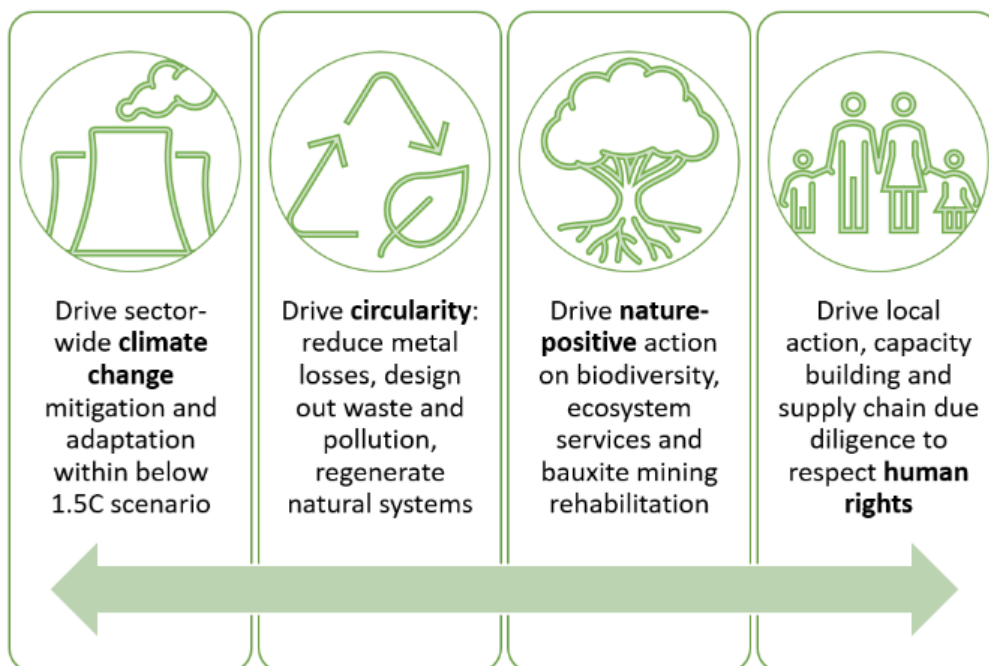 Drive sector-
wide climate
change
mitigation and
adaptation
within below
1.5C scenario
Drive circularity:
reduce metal
losses, design
out waste and
pollution,
regenerate
natural systems
Drive nature-
positive action
on biodiversity,
ecosystem
services and
bauxite mining
rehabilitation
Drive local
action, capacity
building and
supply chain due
diligence to
respect human
rights